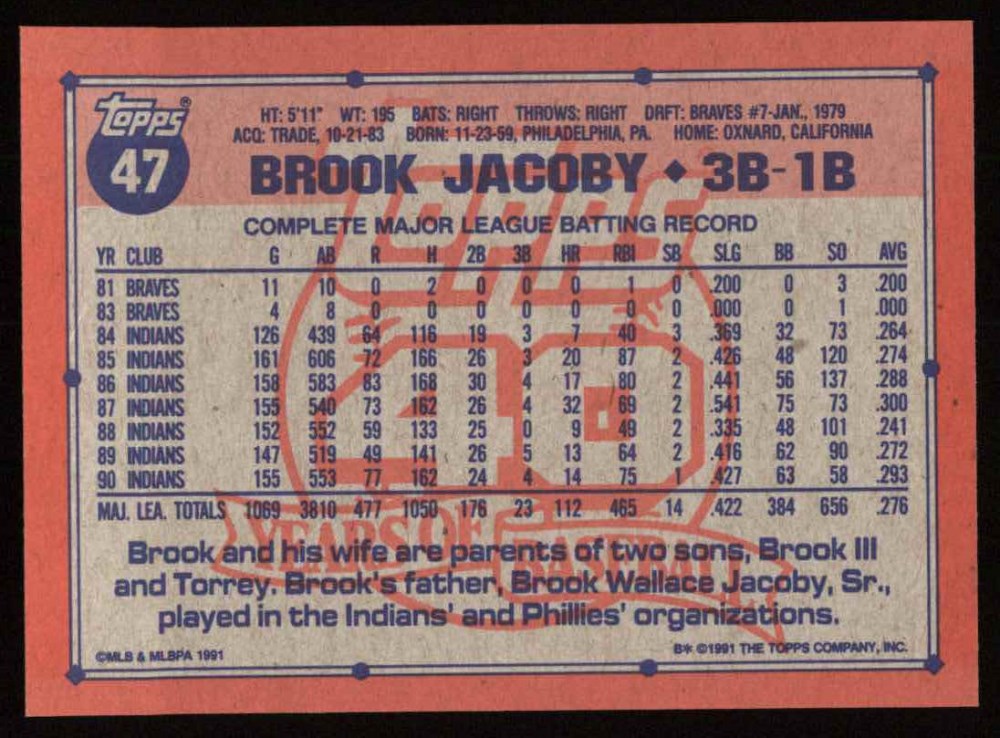 Topps®
47
HT: 5'11" WT: 195 BATS: RIGHT THROWS: RIGHT DRFT: BRAVES #7-JAN., 1979
ACQ: TRADE, 10-21-83 BORN: 11-23-59, PHILADELPHIA, PA. HOME: OXNARD, CALIFORNIA
BROOK JACOBY ◆ 3B-1B
COMPLETE MAJOR LEAGUE BATTING RECORD
YR CLUB G AB R H 2B 3B HR RBI SB SLG BB SO AVG
81 BRAVES 11 10 0 2 0 0 0 1 0 .200 0 3 .200
83 BRAVES 4 8 0 0 0 0 0 0 0 .000 0 1 .000
84 INDIANS 126 439 64 116 19 3 7 40 3 .369 32 73 .264
85 INDIANS 161 606 72 166 26 3 20 87 2 .426 48 120 .274
86 INDIANS 158 583 83 168 30 4 17 80 2 .441 56 137 .288
87 INDIANS 155 540 73 162 26 4 32 69 2 .541 75 73 .300
88 INDIANS 152 552 59 133 25 0 9 49 2 .335 48 101 .241
89 INDIANS 147 519 49 141 26 5 13 64 2 .416 62 90 .272
90 INDIANS 155 553 77 162 24 4 14 75 1 .427 63 58 .293
MAJ. LEA. TOTALS 1069 3810 477 1050 176 23 112 465 14 .422 384 656 .276
Topps
40
YEARS OF BASEBALL
Brook and his wife are parents of two sons, Brook III
and Torrey. Brook's father, Brook Wallace Jacoby, Sr.,
played in the Indians' and Phillies' organizations.
©MLB & MLBPA 1991
B* ©1991 THE TOPPS COMPANY, INC.